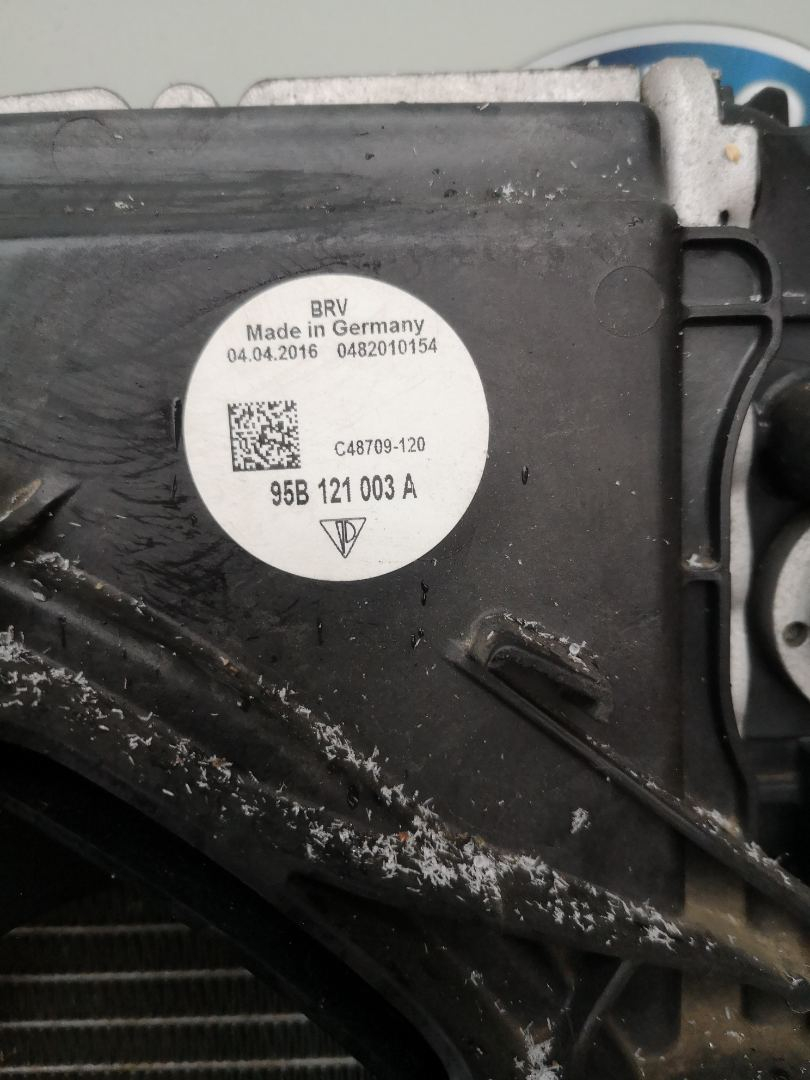 BRV
Made in Germany
04.04.2016 0482010154
C48709-120
95B 121 003 A